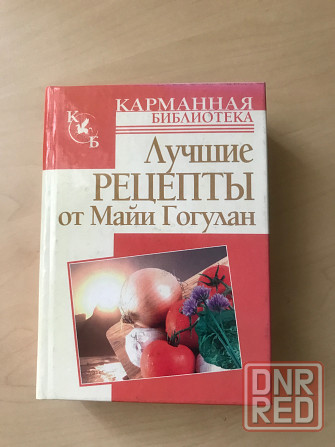 К
Б
КАРМАННАЯ
БИБЛИОТЕКА
Лучшие
РЕЦЕПТЫ
от Майи Гогулан
DNR
RED